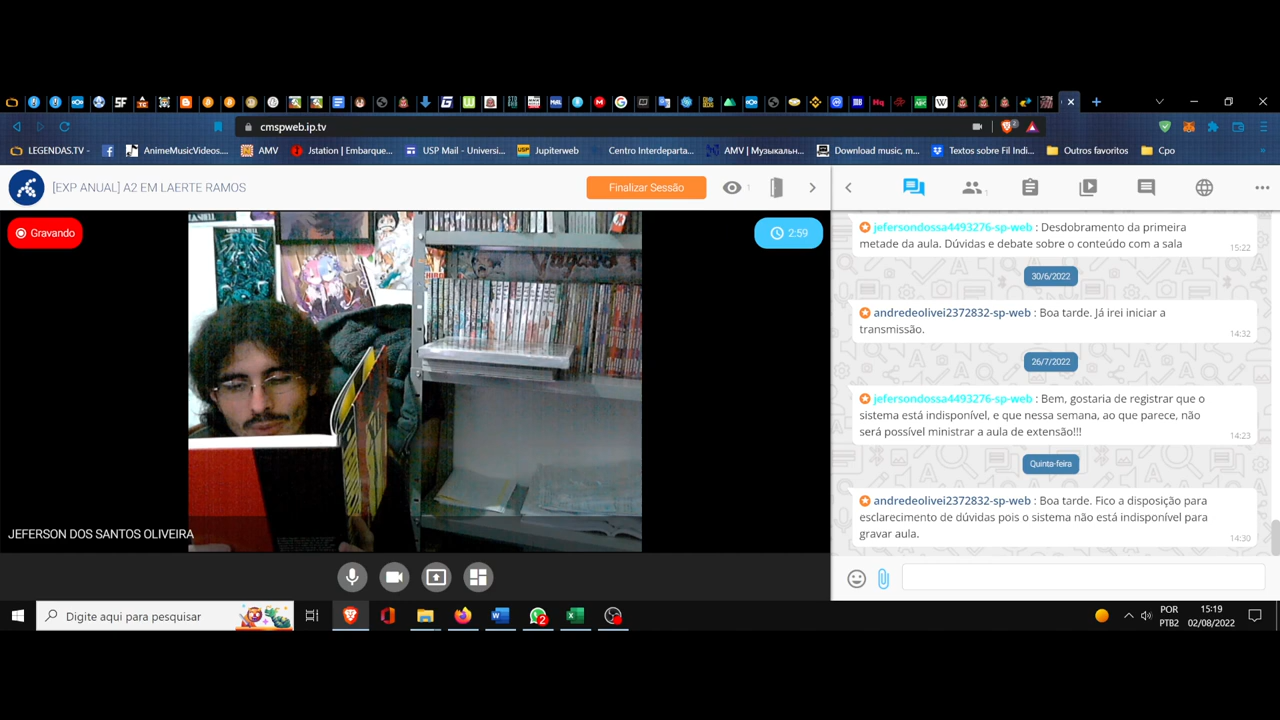 cmspweb.ip.tv
2
LEGENDAS.TV -
AnimeMusicVideos...
AMV
Jstation | Embarque...
USP Mail - Universi...
Jupiterweb
Centro Interdeparta...
AMV | Музыкальн...
Download music, m...
Textos sobre Fil Indi...
Outros favoritos
Cpo
[EXP ANUAL] A2 EM LAERTE RAMOS
Finalizar Sessão
1
1
Gravando
2:59
JEFERSON DOS SANTOS OLIVEIRA
jefersondossa4493276-sp-web : Desdobramento da primeira
metade da aula. Dúvidas e debate sobre o conteúdo com a sala
15:22
30/6/2022
andredeolivei2372832-sp-web : Boa tarde. Já irei iniciar a
transmissão.
14:32
26/7/2022
jefersondossa4493276-sp-web : Bem, gostaria de registrar que o
sistema está indisponível, e que nessa semana, ao que parece, não
será possível ministrar a aula de extensão!!!
14:23
Quinta-feira
andredeolivei2372832-sp-web : Boa tarde. Fico a disposição para
esclarecimento de dúvidas pois o sistema não está indisponível para
gravar aula.
14:30
Digite aqui para pesquisar
2
POR
PTB2
15:19
02/08/2022